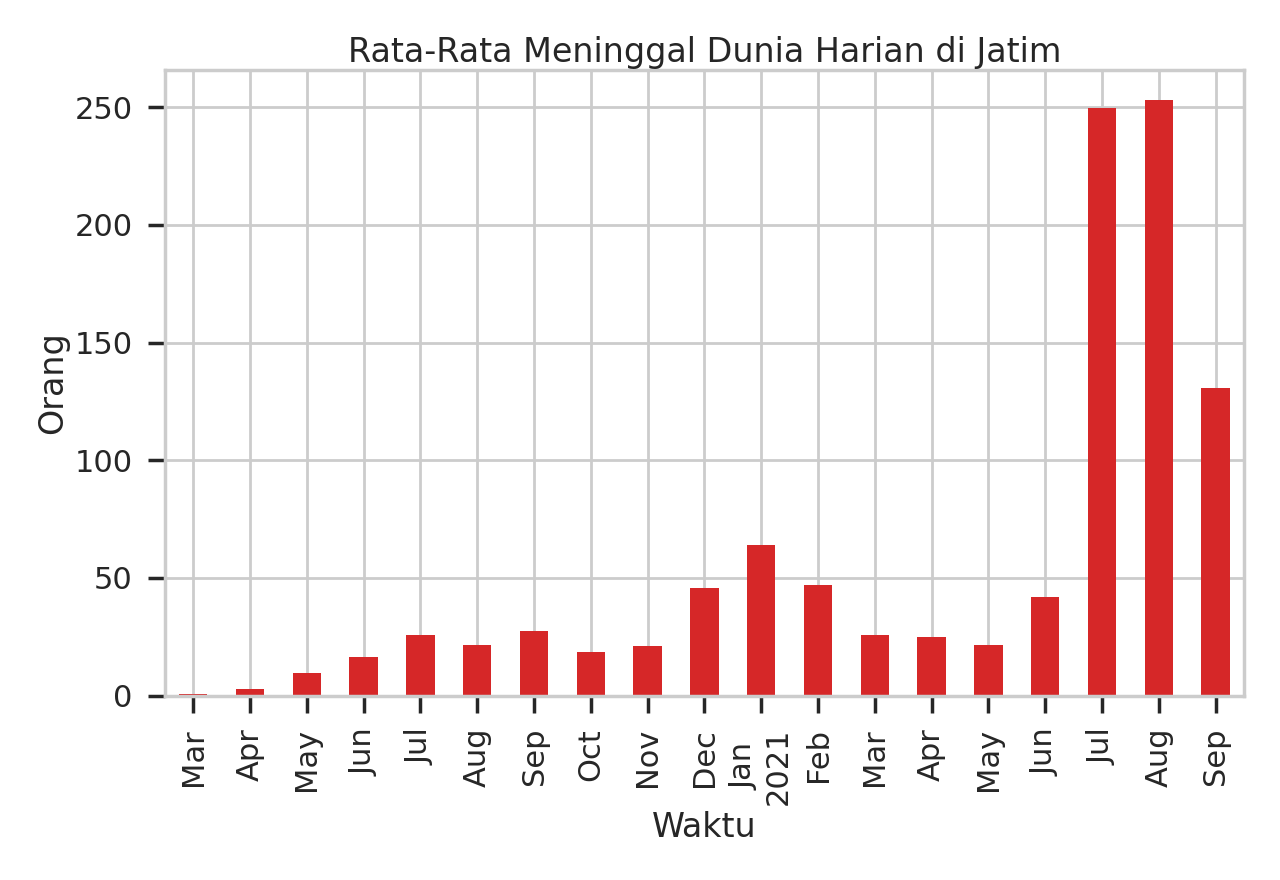 Rata-Rata Meninggal Dunia Harian di Jatim
Orang
250
200
150
100
50
0
Mar
Apr
May
Jun
Jul
Aug
Sep
Oct
Nov
Dec
Jan
2021
Feb
Mar
Apr
May
Jun
Jul
Aug
Sep
Waktu